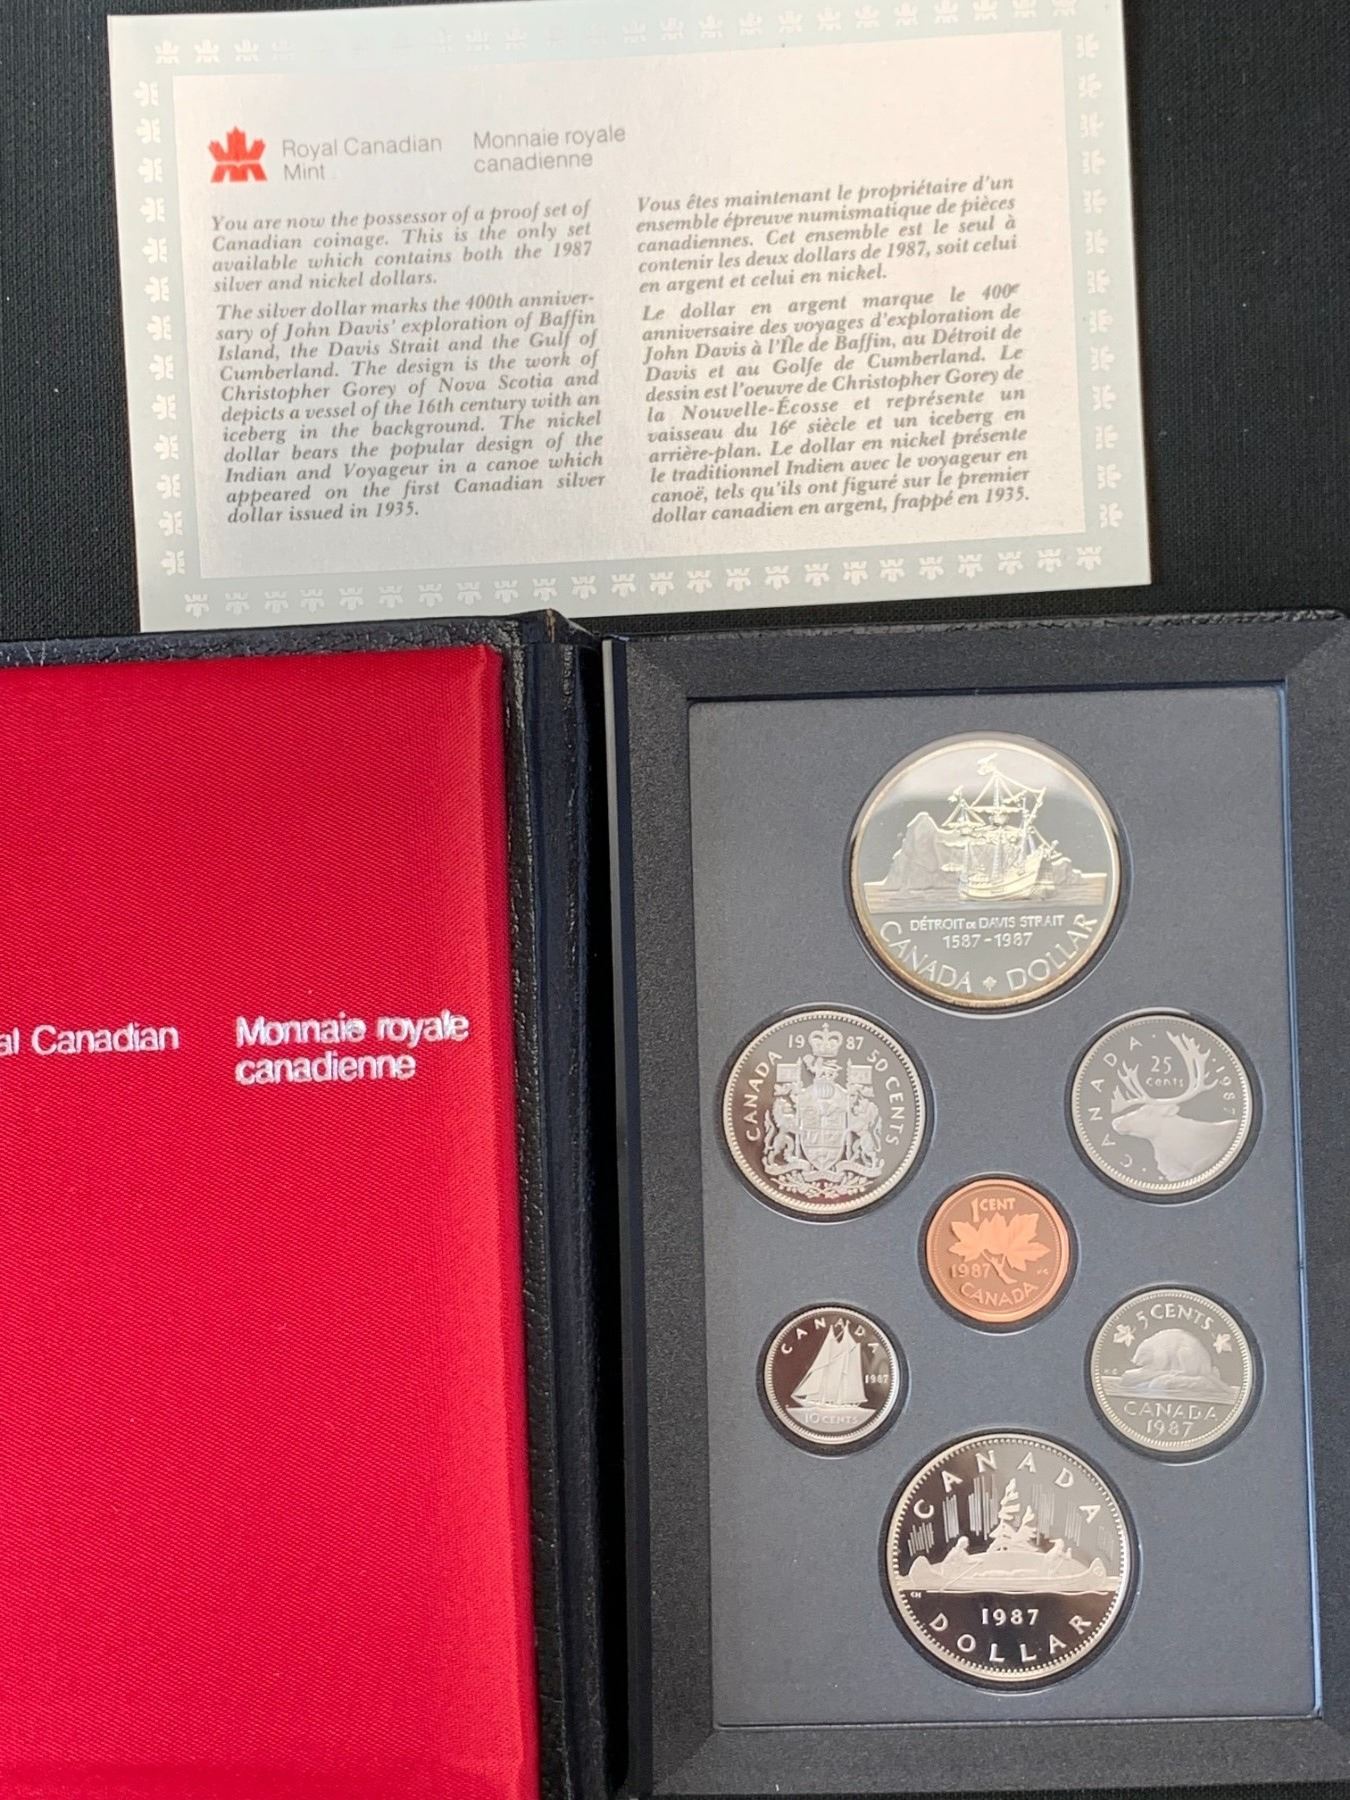 Royal Canadian
Mint
Monnaie royale
canadienne
You are now the possessor of a proof set of
Canadian coinage. This is the only set
available which contains both the 1987
silver and nickel dollars.
The silver dollar marks the 400th anniver-
sary of John Davis' exploration of Baffin
Island, the Davis Strait and the Gulf of
Cumberland. The design is the work of
Christopher Gorey of Nova Scotia and
depicts a vessel of the 16th century with an
iceberg in the background. The nickel
dollar bears the popular design of the
Indian and Voyageur in a canoe which
appeared on the first Canadian silver
dollar issued in 1935.
Vous êtes maintenant le propriétaire d'un
ensemble épreuve numismatique de pièces
canadiennes. Cet ensemble est le seul à
contenir les deux dollars de 1987, soit celui
en argent et celui en nickel.
Le dollar en argent marque le 400e
anniversaire des voyages d'exploration de
John Davis à l'Île de Baffin, au Détroit de
Davis et au Golfe de Cumberland. Le
dessin est l'oeuvre de Christopher Gorey de
la Nouvelle-Écosse et représente un
vaisseau du 16e siècle et un iceberg en
arrière-plan. Le dollar en nickel présente
le traditionnel Indien avec le voyageur en
canoë, tels qu'ils ont figuré sur le premier
dollar canadien en argent, frappé en 1935.
al Canadian
Monnaie royale
canadienne
DÉTROIT DE DAVIS STRAIT
1587-1987
CANADA DOLLAR
CANADA 1987 50 CENTS
CANADA 25 cents 1987
1 CENT
1987
CANADA
CANADA
1987
10 CENTS
5 CENTS
CANADA
1987
CANADA
1987
DOLLAR